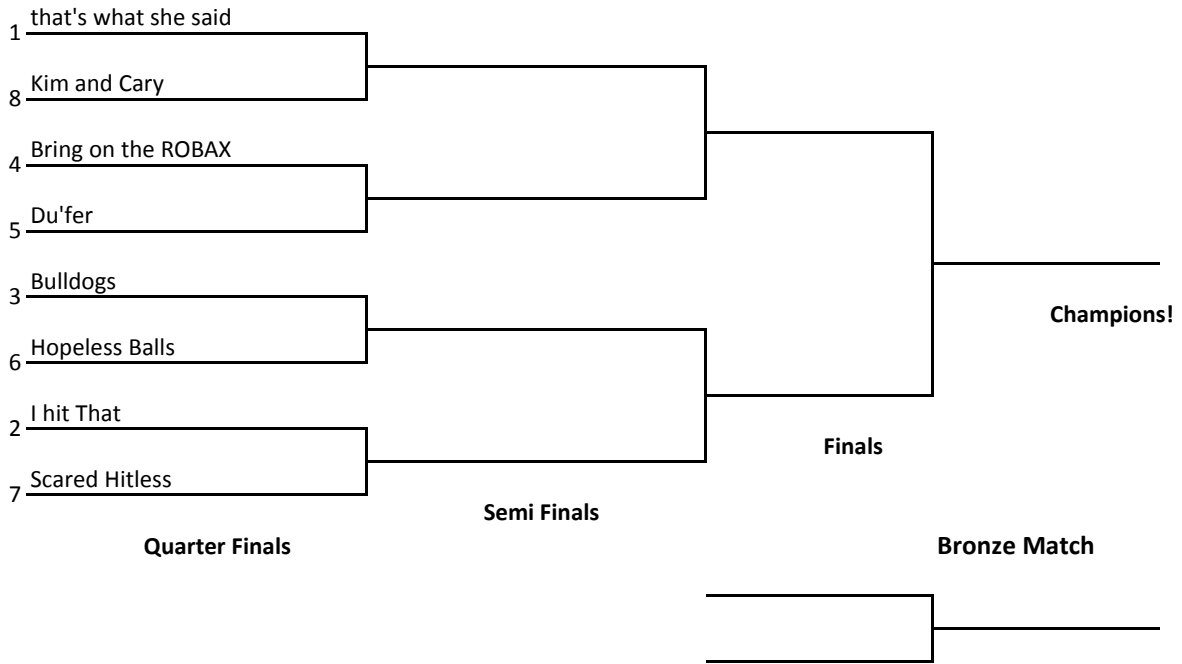 that's what she said
1
Kim and Cary
8
Bring on the ROBAX
4
Du'fer
5
Bulldogs
3
Champions!
Hopeless Balls
6
I hit That
2
Finals
Scared Hitless
7
Semi Finals
Quarter Finals
Bronze Match